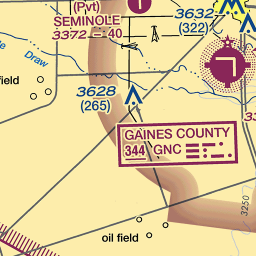 (Pvt)
SEMINOLE
3372 - 40
3632
(322)
Draw
field
3628
(265)
GAINES COUNTY
344 GNC
3250
oil field